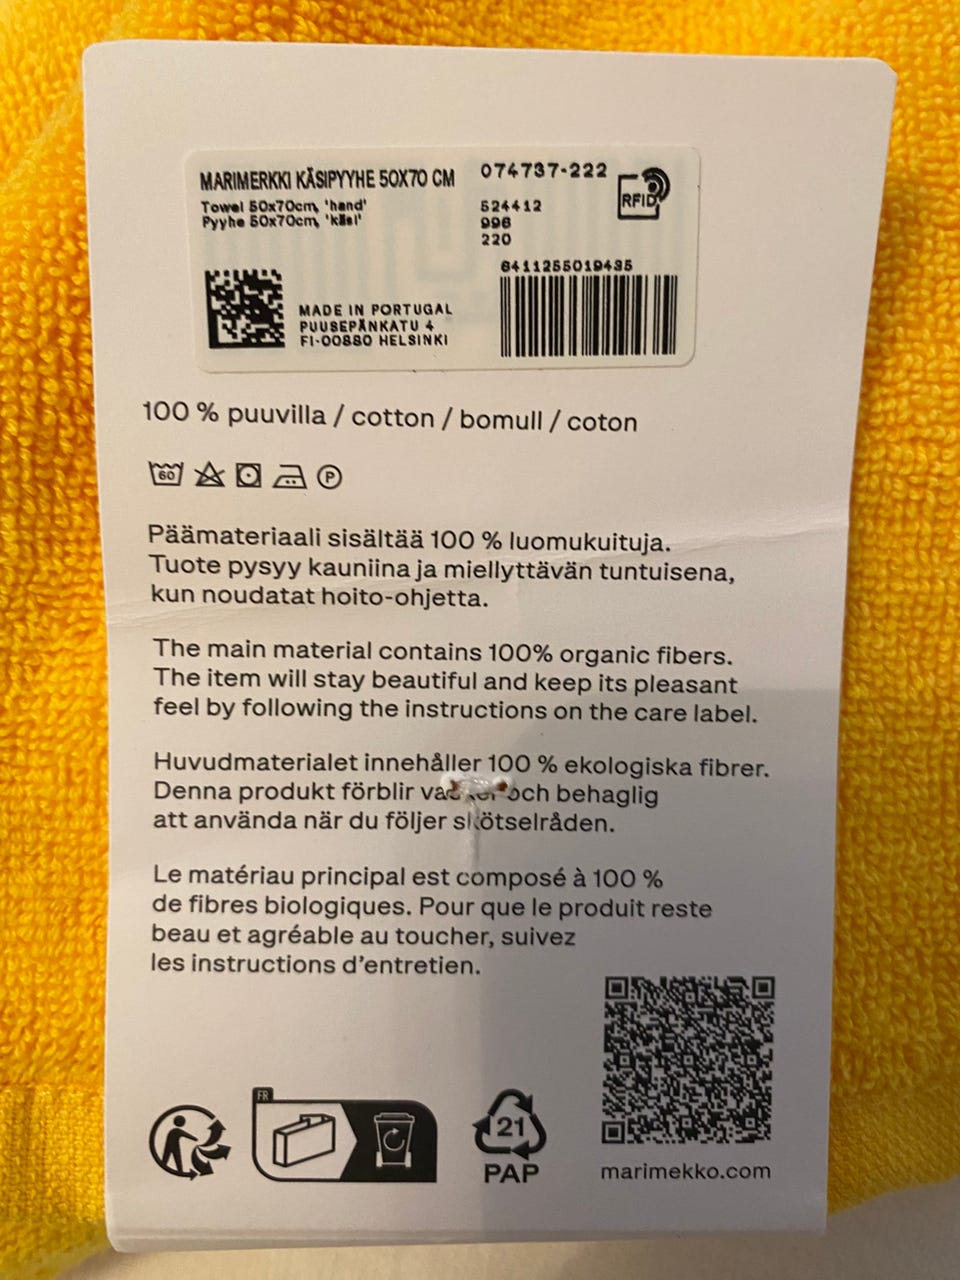 MARIMERKKI KÄSIPYYHE 50X70 CM
Towel 50x70cm, 'hand'
Pyyhe 50x70cm, 'käsi'
074737-222
524412
996
220
RFID
6411255019435
MADE IN PORTUGAL
PUUSEPÄNKATU 4
FI-00880 HELSINKI
100 % puuvilla / cotton / bomull / coton
60
P
Päämateriaali sisältää 100 % luomukuituja.
Tuote pysyy kauniina ja miellyttävän tuntuisena,
kun noudatat hoito-ohjetta.
The main material contains 100% organic fibers.
The item will stay beautiful and keep its pleasant
feel by following the instructions on the care label.
Huvudmaterialet innehåller 100 % ekologiska fibrer.
Denna produkt förblir och behaglig
att använda när du följer skötselråden.
Le matériau principal est composé à 100 %
de fibres biologiques. Pour que le produit reste
beau et agréable au toucher, suivez
les instructions d'entretien.
FR
21
PAP
marimekko.com